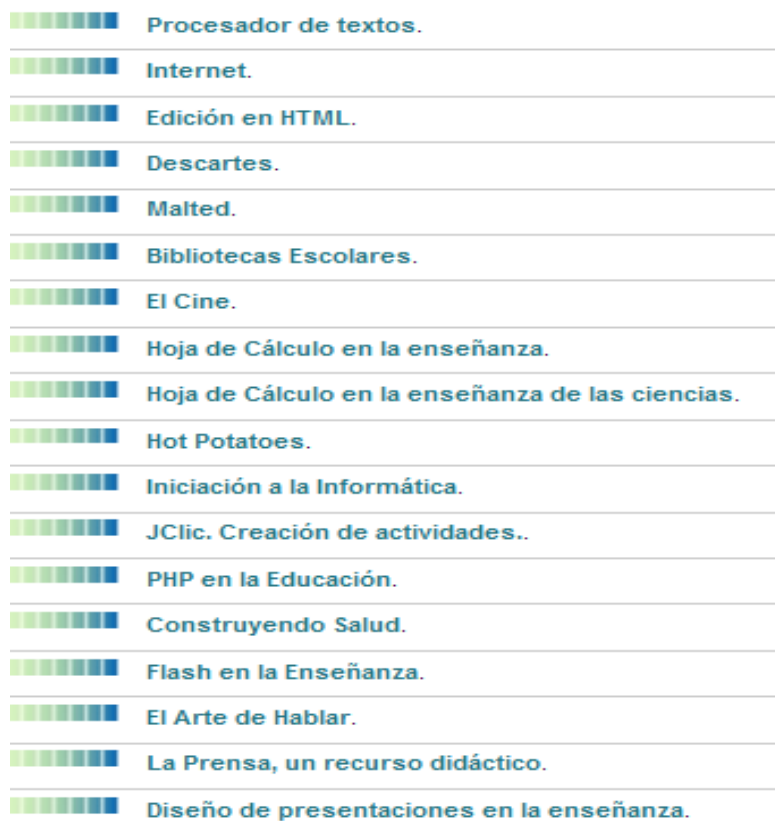 Procesador de textos.
Internet.
Edición en HTML.
Descartes.
Malted.
Bibliotecas Escolares.
El Cine.
Hoja de Cálculo en la enseñanza.
Hoja de Cálculo en la enseñanza de las ciencias.
Hot Potatoes.
Iniciación a la Informática.
JClic. Creación de actividades..
PHP en la Educación.
Construyendo Salud.
Flash en la Enseñanza.
El Arte de Hablar.
La Prensa, un recurso didáctico.
Diseño de presentaciones en la enseñanza.